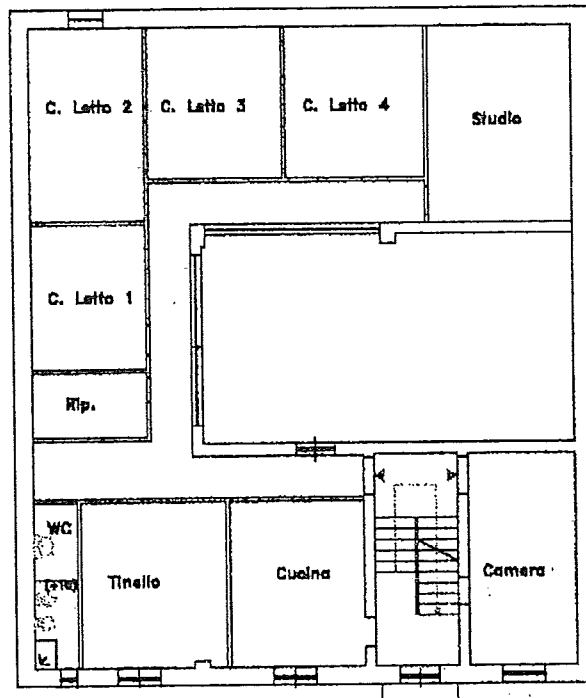 C. Letto 2
C. Letto 3
C. Letto 4
Studio
C. Letto 1
Rip.
WC
Tinello
Cucina
Camera